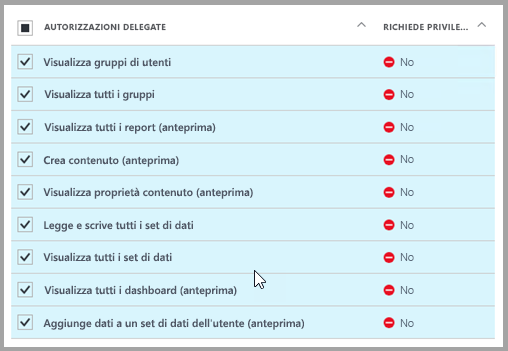 AUTORIZZAZIONI DELEGATE RICHIEDE PRIVILE...
Visualizza gruppi di utenti No
Visualizza tutti i gruppi No
Visualizza tutti i report (anteprima) No
Crea contenuto (anteprima) No
Visualizza proprietà contenuto (anteprima) No
Legge e scrive tutti i set di dati No
Visualizza tutti i set di dati No
Visualizza tutti i dashboard (anteprima) No
Aggiunge dati a un set di dati dell'utente (anteprima) No